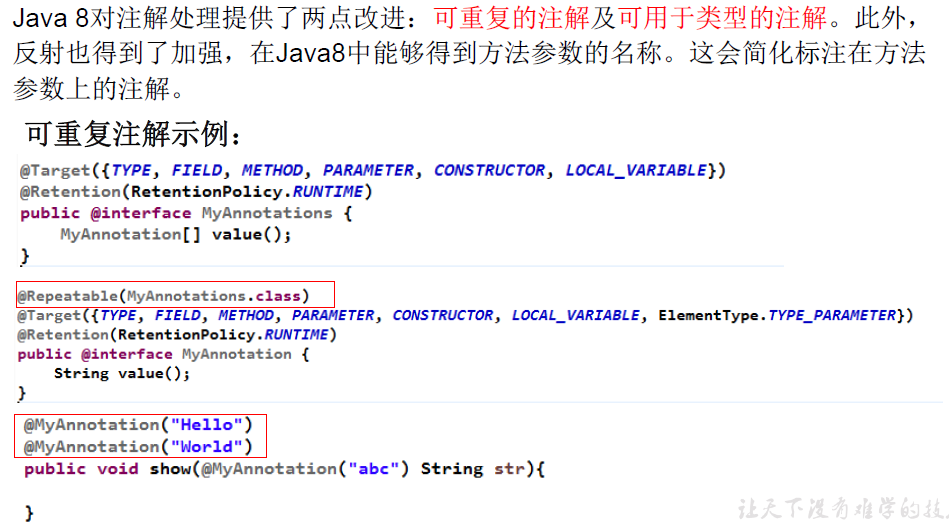 Java 8对注解处理提供了两点改进：可重复的注解及可用于类型的注解。此外，
反射也得到了加强，在Java8中能够得到方法参数的名称。这会简化标注在方法
参数上的注解。
可重复注解示例：
@Target({TYPE, FIELD, METHOD, PARAMETER, CONSTRUCTOR, LOCAL_VARIABLE})
@Retention(RetentionPolicy.RUNTIME)
public @interface MyAnnotations {
    MyAnnotation[] value();
}
@Repeatable(MyAnnotations.class)
@Target({TYPE, FIELD, METHOD, PARAMETER, CONSTRUCTOR, LOCAL_VARIABLE, ElementType.TYPE_PARAMETER})
@Retention(RetentionPolicy.RUNTIME)
public @interface MyAnnotation {
    String value();
}
@MyAnnotation("Hello")
@MyAnnotation("World")
public void show(@MyAnnotation("abc") String str){
}
让天下没有难学的技